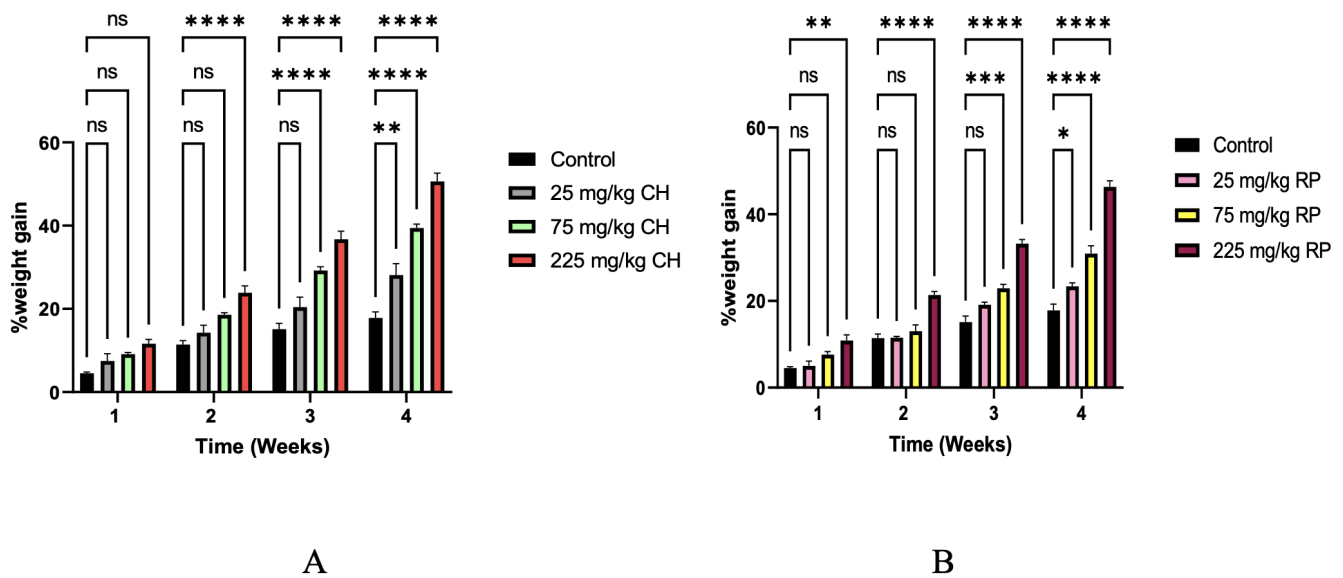 ns **** **** ****
ns ns **** ****
ns ns ns **
60
40
20
0
%weight gain
1 2 3 4
Time (Weeks)
Control
25 mg/kg CH
75 mg/kg CH
225 mg/kg CH
A
** **** **** ****
ns ns *** ****
ns ns ns *
60
40
20
0
%weight gain
1 2 3 4
Time (Weeks)
Control
25 mg/kg RP
75 mg/kg RP
225 mg/kg RP
B